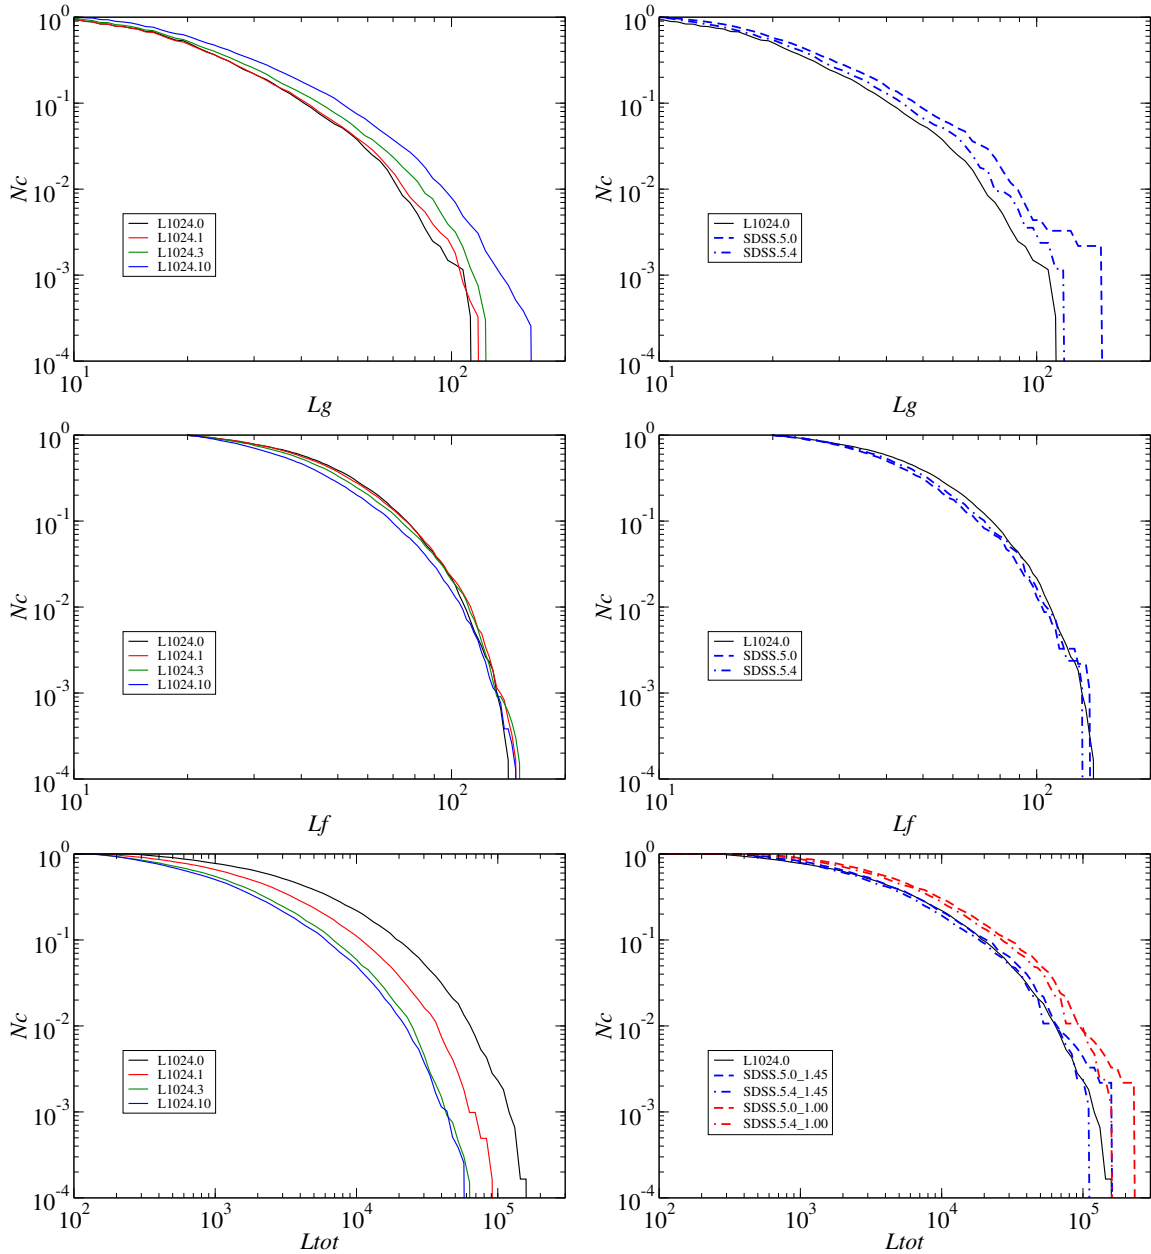 10^0
10^-1
10^-2
10^-3
10^-4
Nc
L1024.0
L1024.1
L1024.3
L1024.10
10^1
10^2
Lg
10^0
10^-1
10^-2
10^-3
10^-4
Nc
L1024.0
SDSS.5.0
SDSS.5.4
10^1
10^2
Lg
10^0
10^-1
10^-2
10^-3
10^-4
Nc
L1024.0
L1024.1
L1024.3
L1024.10
10^1
10^2
Lf
10^0
10^-1
10^-2
10^-3
10^-4
Nc
L1024.0
SDSS.5.0
SDSS.5.4
10^1
10^2
Lf
10^0
10^-1
10^-2
10^-3
10^-4
Nc
L1024.0
L1024.1
L1024.3
L1024.10
10^2
10^3
10^4
10^5
Ltot
10^0
10^-1
10^-2
10^-3
10^-4
Nc
L1024.0
SDSS.5.0_1.45
SDSS.5.4_1.45
SDSS.5.0_1.00
SDSS.5.4_1.00
10^2
10^3
10^4
10^5
Ltot